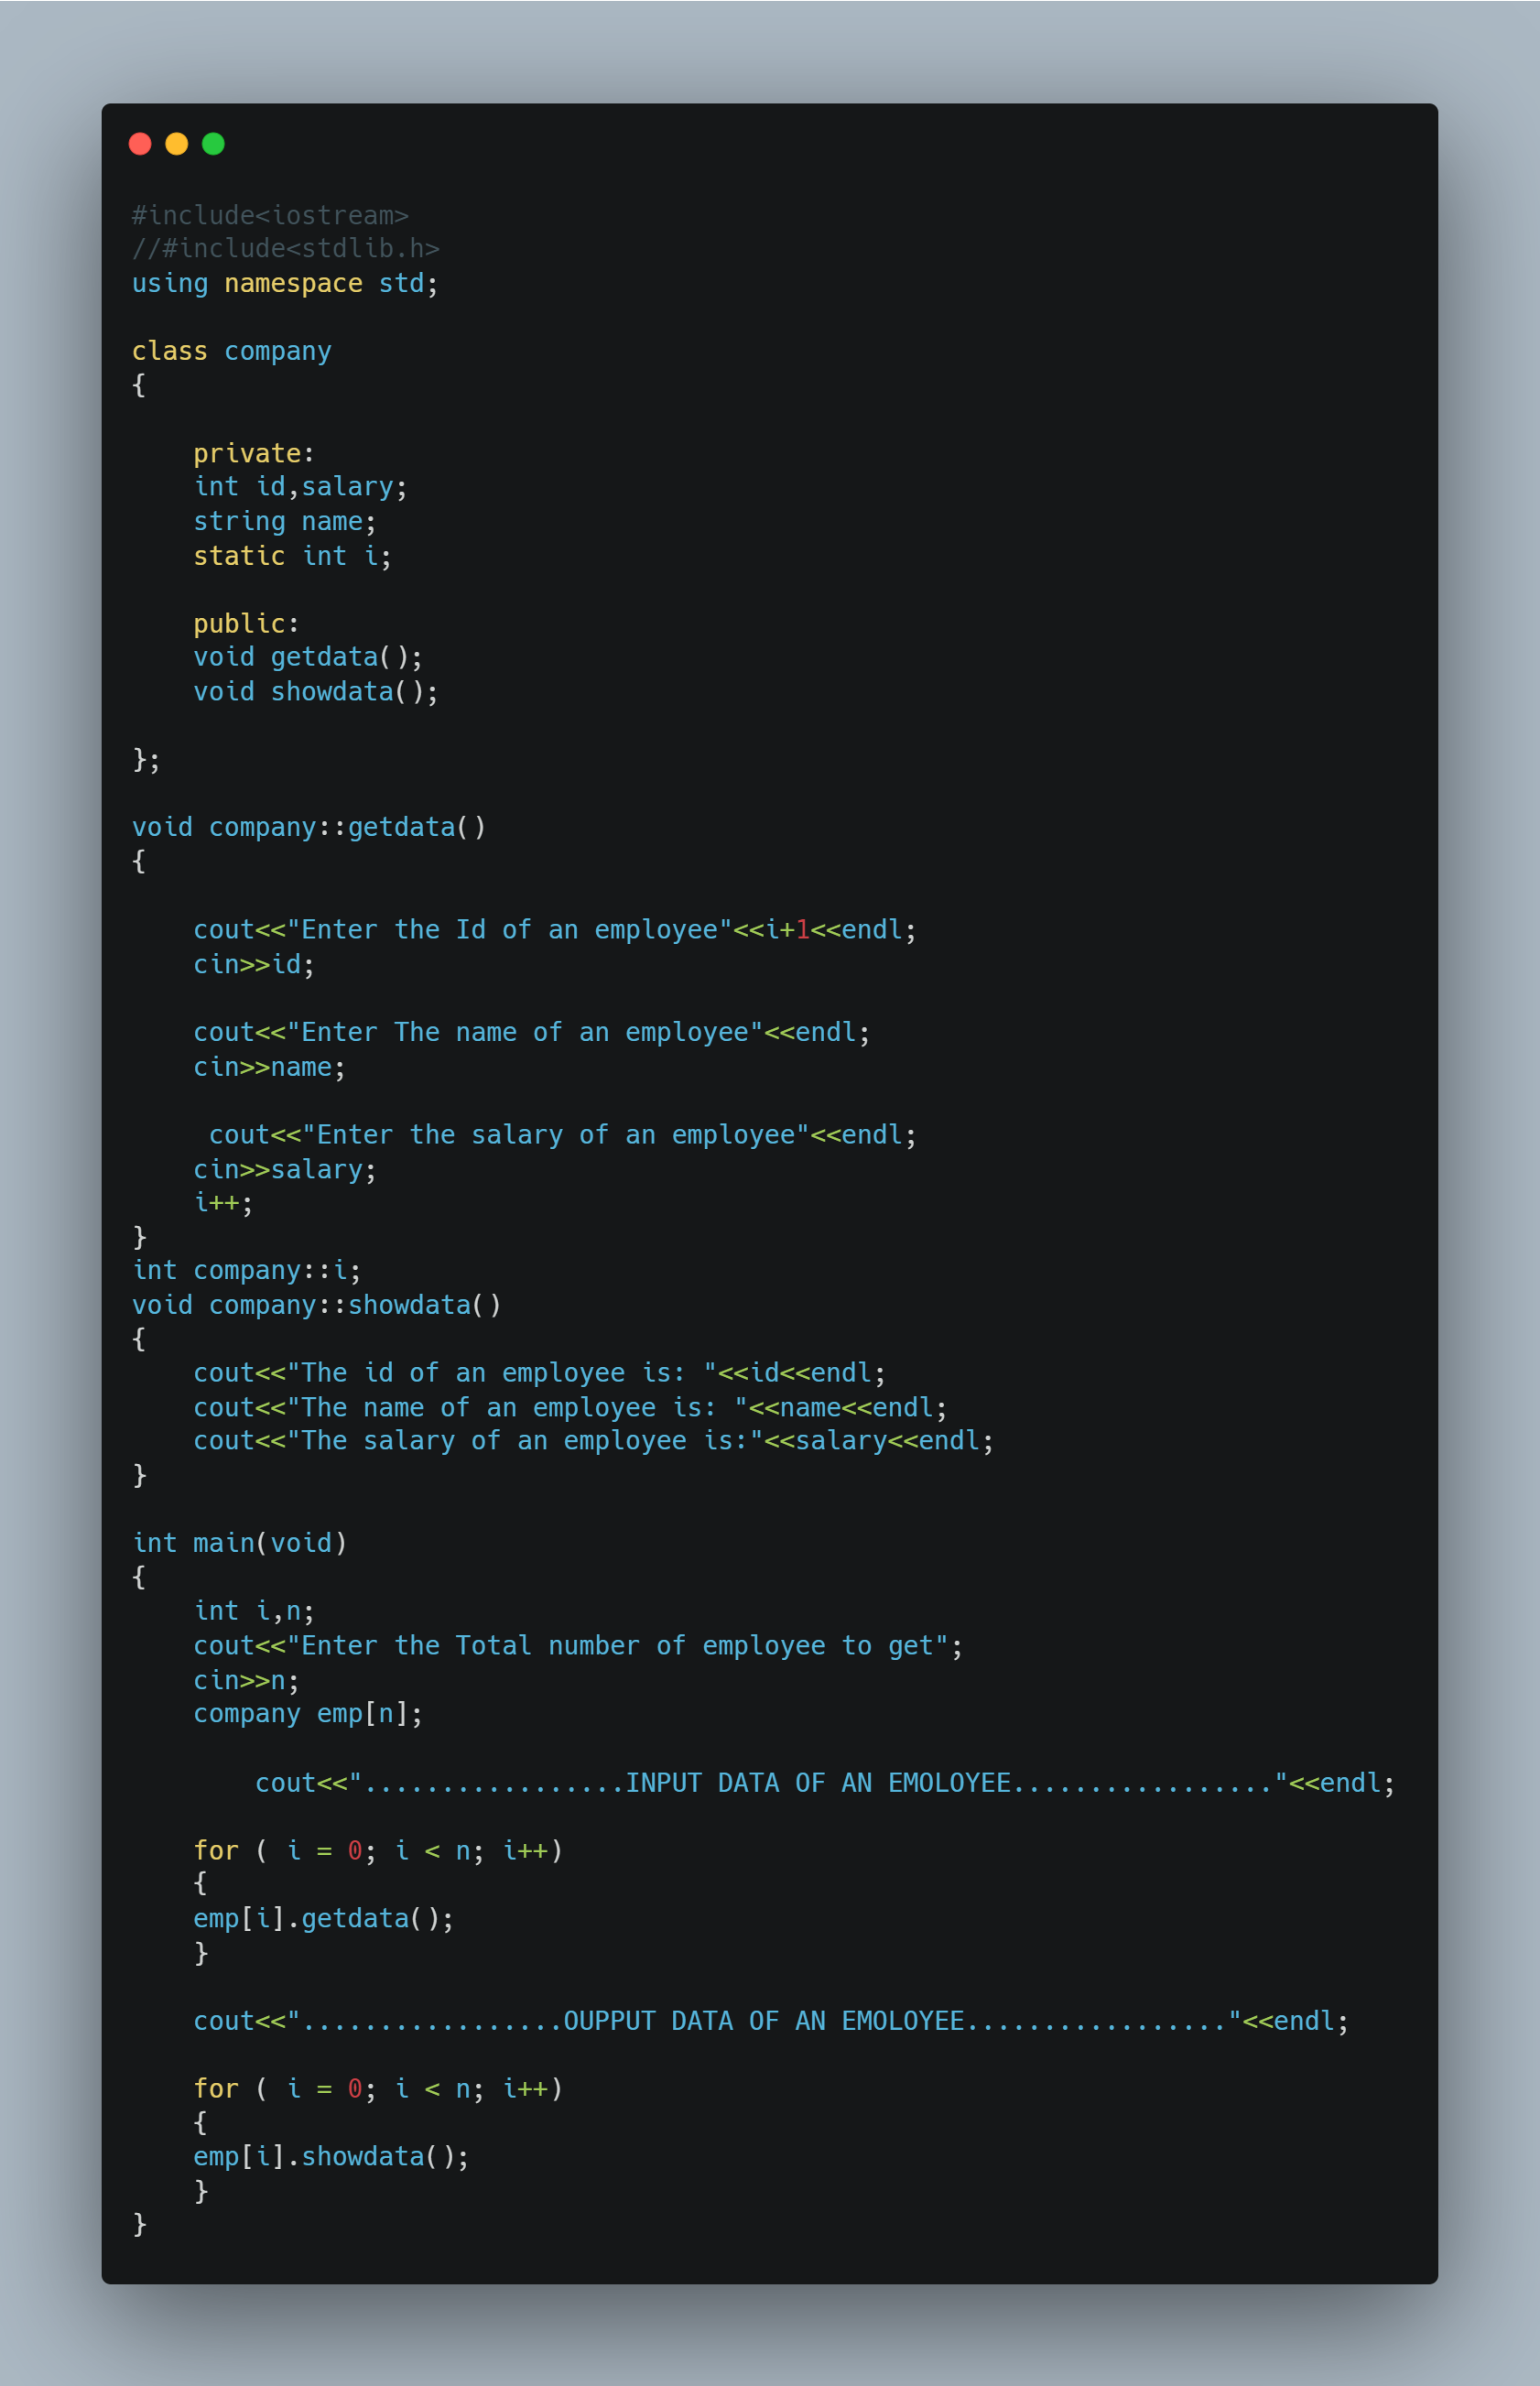 #include<iostream>
//#include<stdlib.h>
using namespace std;

class company
{

    private:
    int id,salary;
    string name;
    static int i;

    public:
    void getdata();
    void showdata();

};

void company::getdata()
{

    cout<<"Enter the Id of an employee"<<i+1<<endl;
    cin>>id;

    cout<<"Enter The name of an employee"<<endl;
    cin>>name;

     cout<<"Enter the salary of an employee"<<endl;
    cin>>salary;
    i++;
}
int company::i;
void company::showdata()
{
    cout<<"The id of an employee is: "<<id<<endl;
    cout<<"The name of an employee is: "<<name<<endl;
    cout<<"The salary of an employee is:"<<salary<<endl;
}

int main(void)
{
    int i,n;
    cout<<"Enter the Total number of employee to get";
    cin>>n;
    company emp[n];

        cout<<".................INPUT DATA OF AN EMOLOYEE................."<<endl;

    for ( i = 0; i < n; i++)
    {
    emp[i].getdata();
    }

    cout<<".................OUPPUT DATA OF AN EMOLOYEE................."<<endl;

    for ( i = 0; i < n; i++)
    {
    emp[i].showdata();
    }
}